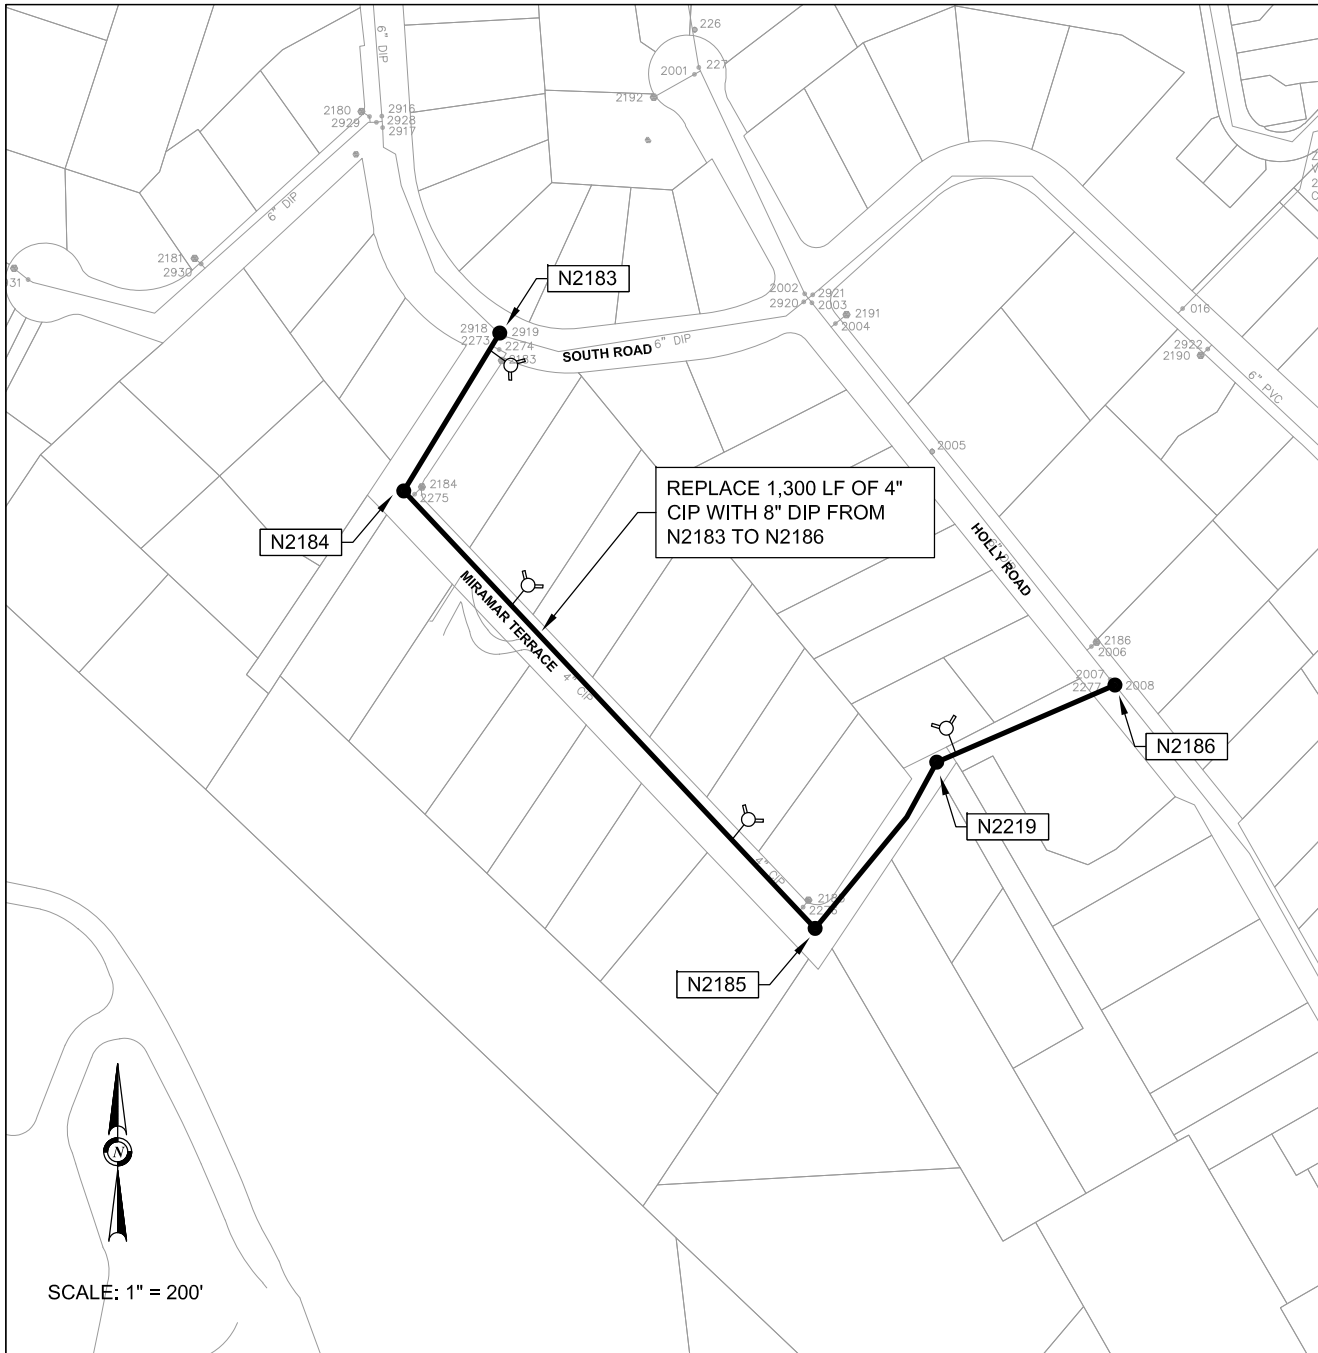 226
227
2001
2192
6" DIP
2180
2916
2929
2928
2917
6" DIP
2181
2930
N2183
2002
2921
2920
2003
2191
2004
016
2918
2919
2273
2274
SOUTH ROAD
6" DIP
2922
2190
6" PVC
2005
2184
2275
REPLACE 1,300 LF OF 4"
CIP WITH 8" DIP FROM
N2183 TO N2186
N2184
HOLLY ROAD
MIRAMAR TERRACE
2186
2006
2007
2277
2008
4" CIP
N2186
N2219
4" CIP
2276
N2185
N
SCALE: 1" = 200'